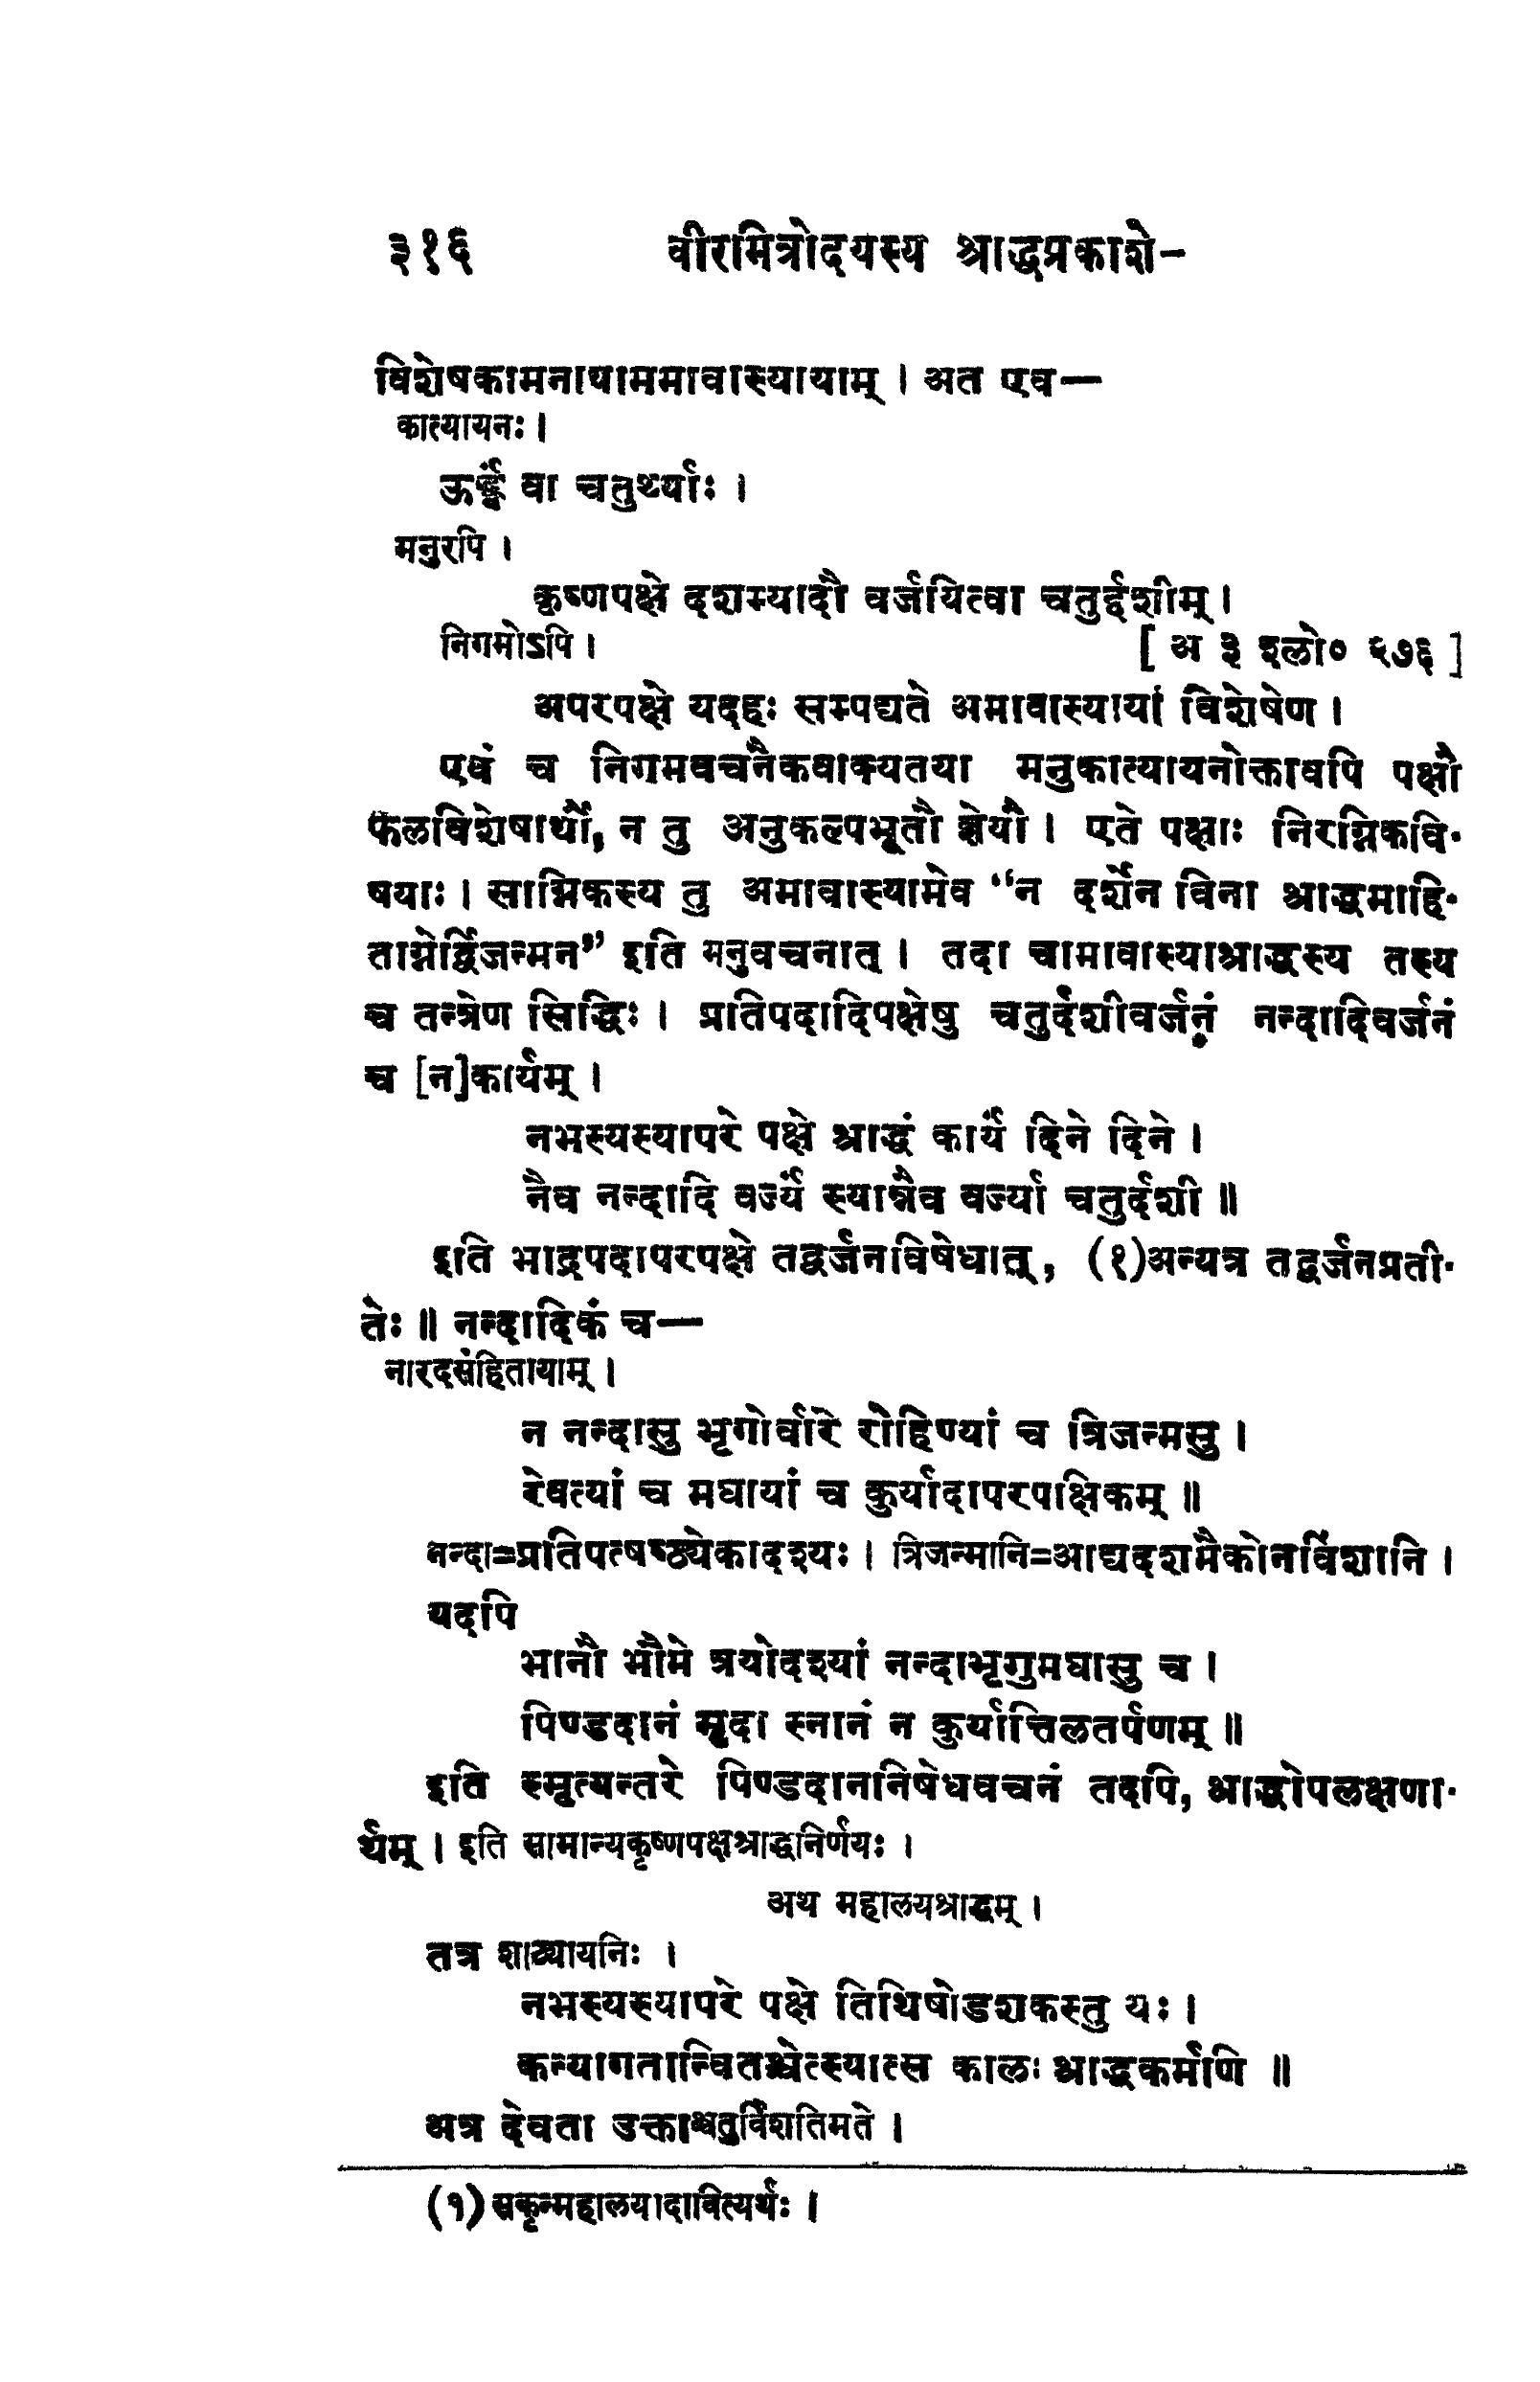 ३१६ वीरमित्रोदयस्य श्राद्धप्रकाशे-
विशेषकामनायाममावास्यायाम् । अत एव—
कात्यायनः ।
ऊर्द्ध्वं वा चतुर्थ्याः ।
मनुरपि ।
कृष्णपक्षे दशम्यादौ वर्जयित्वा चतुर्द्दशीम् ।
निगमोऽपि । [ अ ३ श्लो० २७६ ]
अपरपक्षे यदहः सम्पद्यते अमावास्यायां विशेषेण ।
एवं च निगमवचनैकवाक्यतया मनुकात्यायनोक्तावपि पक्षौ
फलविशेषार्थौ, न तु अनुकल्पभूतौ ज्ञेयौ । एते पक्षाः निरग्निकवि-
षयाः । साग्निकस्य तु अमावास्यामेव “न दर्शेन विना श्राद्धमाहि-
ताग्नेर्द्विजन्मन” इति मनुवचनात् । तदा चामावास्याश्राद्धस्य तस्य
च तन्त्रेण सिद्धिः । प्रतिपदादिपक्षेषु चतुर्दशीवर्जनं नन्दादिवर्जनं
च [न]कार्यम् ।
नभस्यस्यापरे पक्षे श्राद्धं कार्यं दिने दिने ।
नैव नन्दादि वर्ज्यं स्यान्नैव वर्ज्या चतुर्दशी ॥
इति भाद्रपदापरपक्षे तद्वर्जनविषेधात्, (१)अन्यत्र तद्वर्जनप्रती-
तेः ॥ नन्दादिकं च—
नारदसंहितायाम् ।
न नन्दासु भृगोर्वारे रोहिण्यां च त्रिजन्मसु ।
रेवत्यां च मघायां च कुर्यादापरपक्षिकम् ॥
नन्दा=प्रतिपत्षष्ठ्येकादश्यः । त्रिजन्मानि=आद्यदशमैकोनविंशानि ।
यदपि
भानौ भौमे त्रयोदश्यां नन्दाभृगुमघासु च ।
पिण्डदानं मृदा स्नानं न कुर्यात्तिलतर्पणम् ॥
इति स्मृत्यन्तरे पिण्डदाननिषेधवचनं तदपि, श्राद्धोपलक्षणा-
र्थम् । इति सामान्यकृष्णपक्षश्राद्धनिर्णयः ।
अथ महालयश्राद्धम् ।
तत्र शाट्यायनिः ।
नभस्यस्यापरे पक्षे तिथिषोडशकस्तु यः ।
कन्यागतान्वितश्चेत्स्यात्स कालः श्राद्धकर्मणि ॥
अत्र देवता उक्ताश्चतुर्विंशतिमते ।
(१) सकृन्महालयादावित्यर्थः ।